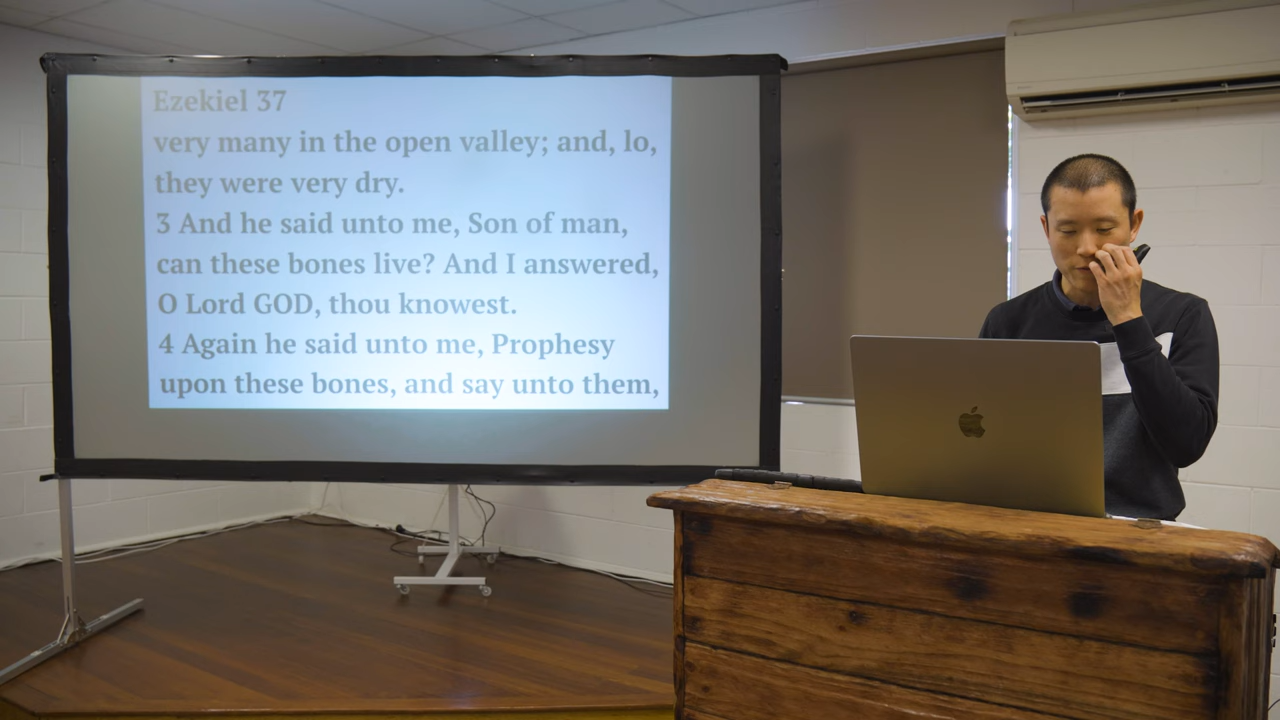 Ezekiel 37
very many in the open valley; and, lo,
they were very dry.
3 And he said unto me, Son of man,
can these bones live? And I answered,
O Lord GOD, thou knowest.
4 Again he said unto me, Prophesy
upon these bones, and say unto them,